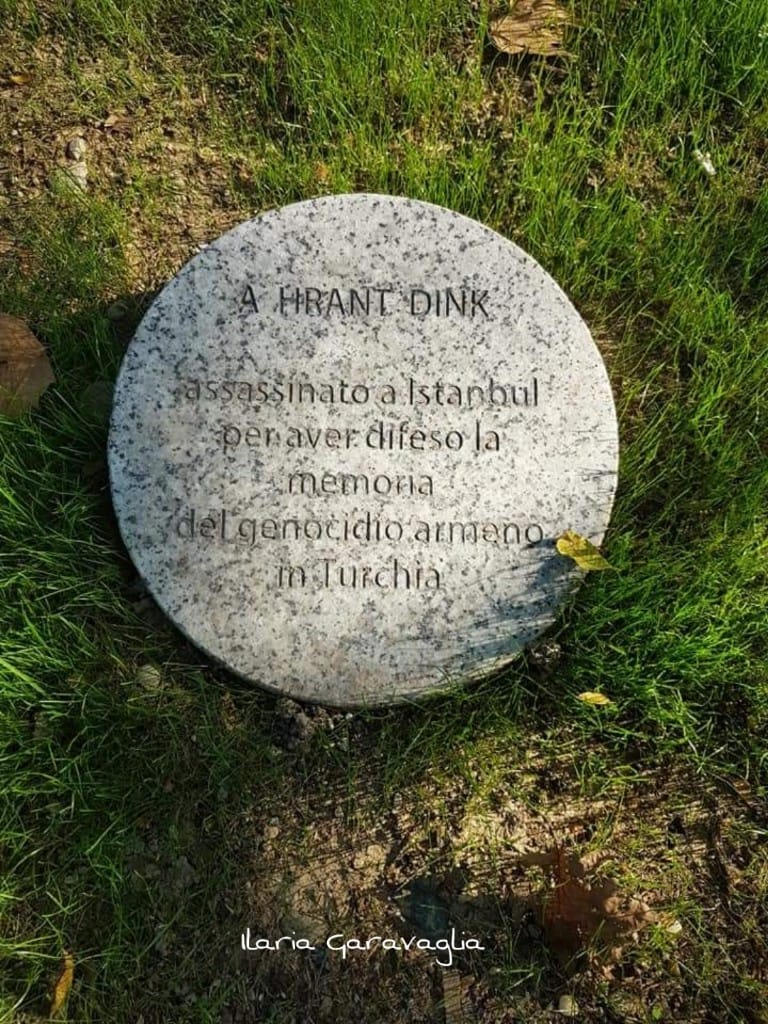 A HRANT DINK
assassinato a Istanbul
per aver difeso la
memoria
del genocidio armeno
in Turchia
Ilaria Garavaglia